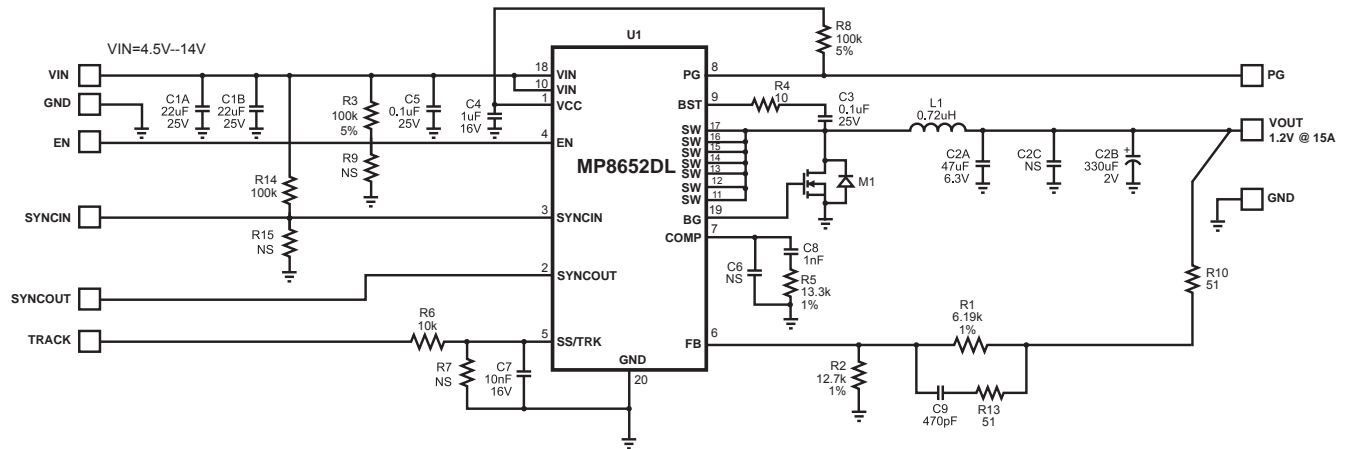 VIN=4.5V--14V
VIN
GND
EN
SYNCIN
SYNCOUT
TRACK
C1A
22uF
25V
C1B
22uF
25V
R3
100k
5%
C5
0.1uF
25V
C4
1uF
16V
R9
NS
R14
100k
R15
NS
R6
10k
R7
NS
C7
10nF
16V
U1
MP8652DL
18
VIN
10
VIN
1
VCC
4
EN
3
SYNCIN
2
SYNCOUT
5
SS/TRK
GND
20
PG
8
BST
9
SW
17
SW
16
SW
15
SW
14
SW
13
SW
12
SW
11
BG
19
COMP
7
FB
6
R8
100k
5%
R4
10
C3
0.1uF
25V
L1
0.72uH
M1
C2A
47uF
6.3V
C2C
NS
C2B
330uF
2V
+
C6
NS
C8
1nF
R5
13.3k
1%
R2
12.7k
1%
R1
6.19k
1%
C9
470pF
R13
51
R10
51
PG
VOUT
1.2V @ 15A
GND